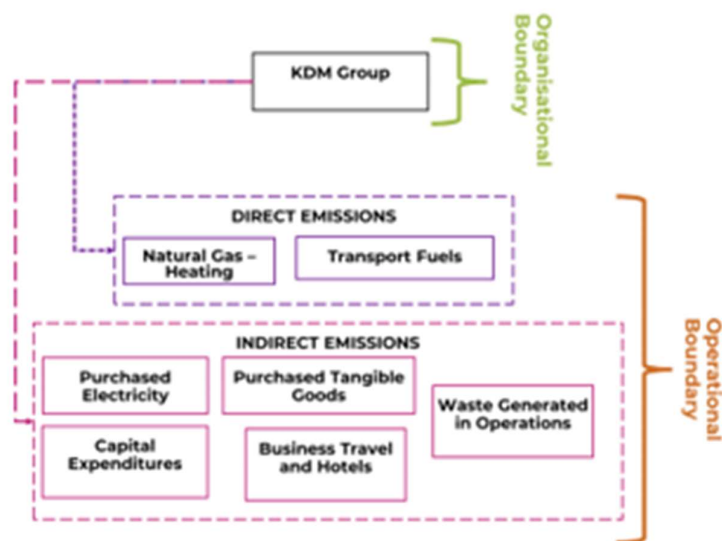 KDM Group
Organisational
Boundary
DIRECT EMISSIONS
Natural Gas –
Heating
Transport Fuels
INDIRECT EMISSIONS
Purchased
Electricity
Purchased Tangible
Goods
Waste Generated
in Operations
Capital
Expenditures
Business Travel
and Hotels
Operational
Boundary